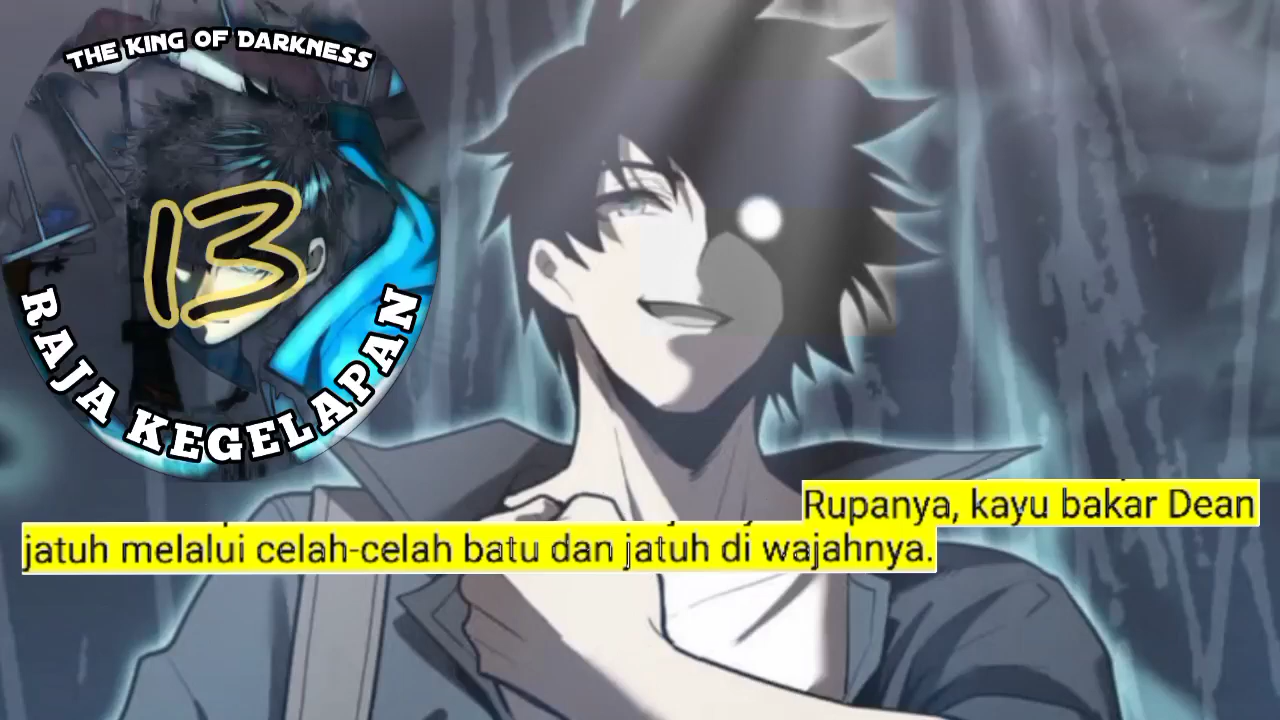 THE KING OF DARKNESS
13
RAJA KEGELAPAN
Rupanya, kayu bakar Dean
jatuh melalui celah-celah batu dan jatuh di wajahnya.